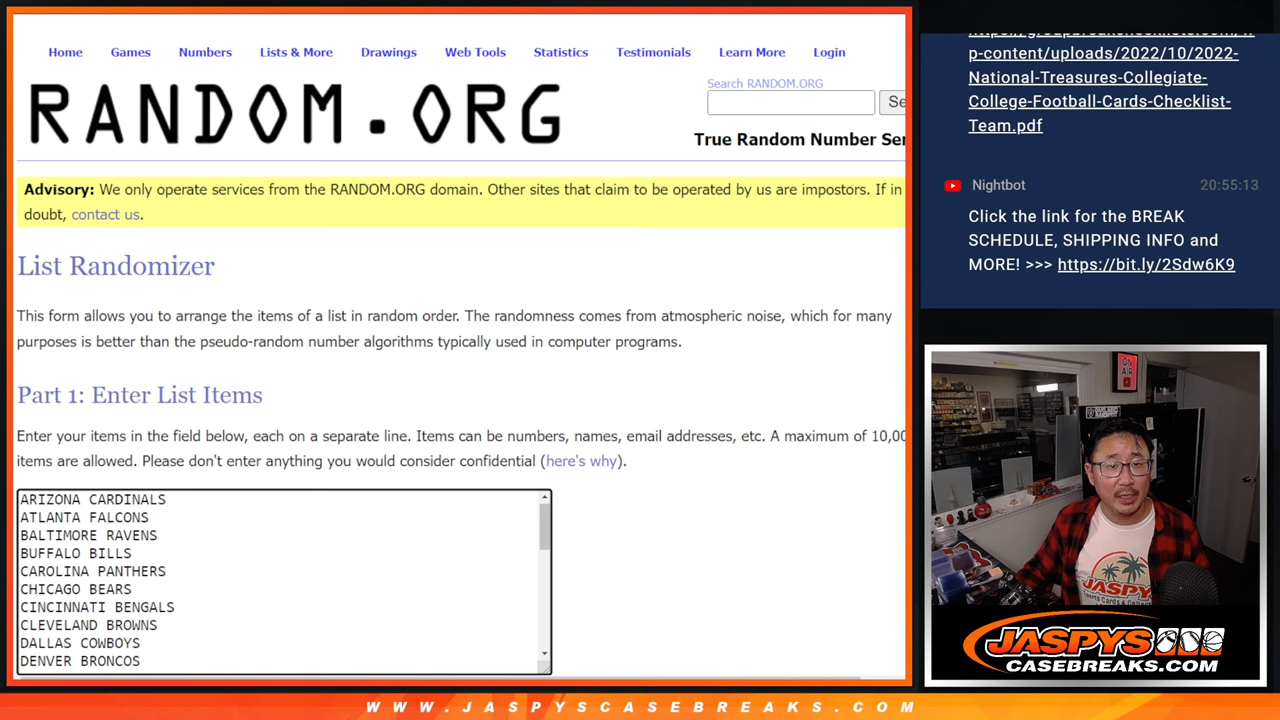 Home Games Numbers Lists & More Drawings Web Tools Statistics Testimonials Learn More Login
RANDOM.ORG
Search RANDOM.ORG
Se
True Random Number Ser
Advisory: We only operate services from the RANDOM.ORG domain. Other sites that claim to be operated by us are impostors. If in
doubt, contact us.
List Randomizer
This form allows you to arrange the items of a list in random order. The randomness comes from atmospheric noise, which for many
purposes is better than the pseudo-random number algorithms typically used in computer programs.
Part 1: Enter List Items
Enter your items in the field below, each on a separate line. Items can be numbers, names, email addresses, etc. A maximum of 10,00
items are allowed. Please don't enter anything you would consider confidential (here's why).
ARIZONA CARDINALS
ATLANTA FALCONS
BALTIMORE RAVENS
BUFFALO BILLS
CAROLINA PANTHERS
CHICAGO BEARS
CINCINNATI BENGALS
CLEVELAND BROWNS
DALLAS COWBOYS
DENVER BRONCOS
p-content/uploads/2022/10/2022-
National-Treasures-Collegiate-
College-Football-Cards-Checklist-
Team.pdf
Nightbot 20:55:13
Click the link for the BREAK
SCHEDULE, SHIPPING INFO and
MORE! >>> https://bit.ly/2Sdw6K9
ON
AIR
JASPYS
JASPYS
CASEBREAKS.COM
WWW.JASPYSCASEBREAKS.COM